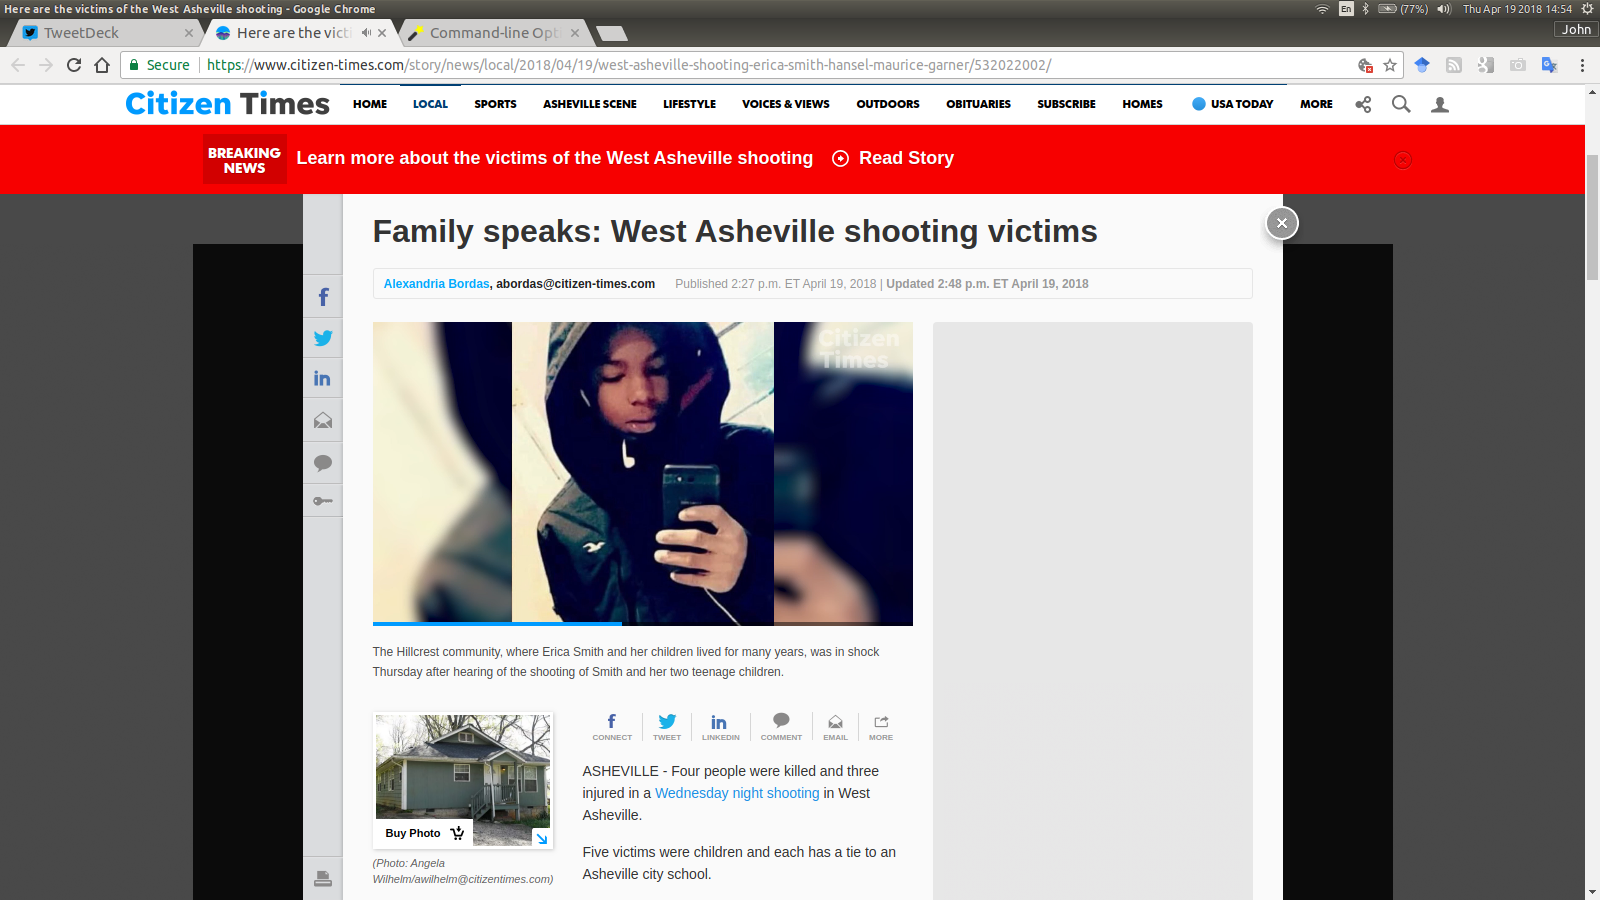 Here are the victims of the West Asheville shooting - Google Chrome
En
(77%)
Thu Apr 19 2018 14:54
TweetDeck
Here are the victi
Command-line Opti
John
Secure
https://www.citizen-times.com/story/news/local/2018/04/19/west-asheville-shooting-erica-smith-hansel-maurice-garner/532022002/
Citizen Times
HOME
LOCAL
SPORTS
ASHEVILLE SCENE
LIFESTYLE
VOICES & VIEWS
OUTDOORS
OBITUARIES
SUBSCRIBE
HOMES
USA TODAY
MORE
BREAKING
NEWS
Learn more about the victims of the West Asheville shooting
Read Story
Family speaks: West Asheville shooting victims
Alexandria Bordas, abordas@citizen-times.com
Published 2:27 p.m. ET April 19, 2018 | Updated 2:48 p.m. ET April 19, 2018
Citizen
Times
The Hillcrest community, where Erica Smith and her children lived for many years, was in shock
Thursday after hearing of the shooting of Smith and her two teenage children.
Buy Photo
(Photo: Angela
Wilhelm/awilhelm@citizentimes.com)
CONNECT
TWEET
LINKEDIN
COMMENT
EMAIL
MORE
ASHEVILLE - Four people were killed and three
injured in a Wednesday night shooting in West
Asheville.
Five victims were children and each has a tie to an
Asheville city school.